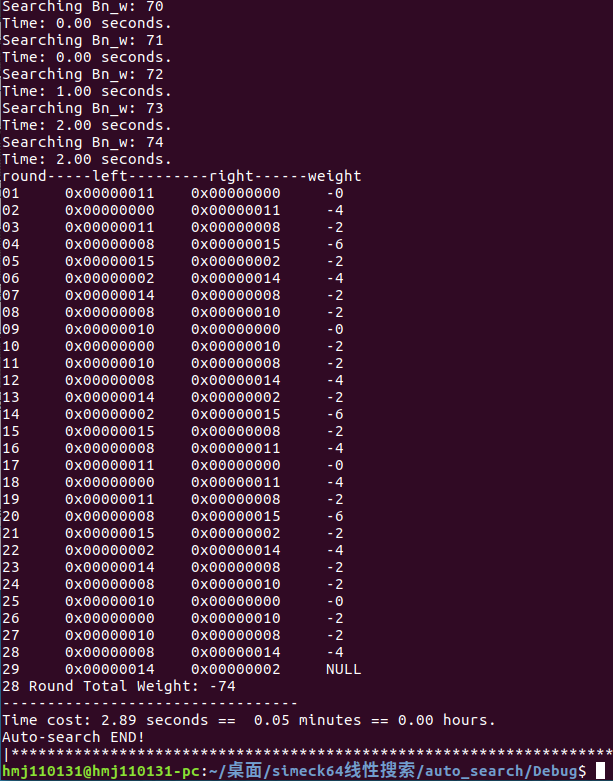 Searching Bn_w: 70
Time: 0.00 seconds.
Searching Bn_w: 71
Time: 0.00 seconds.
Searching Bn_w: 72
Time: 1.00 seconds.
Searching Bn_w: 73
Time: 2.00 seconds.
Searching Bn_w: 74
Time: 2.00 seconds.
round-----left---------right------weight
01     0x00000011    0x00000000     -0
02     0x00000000    0x00000011     -4
03     0x00000011    0x00000008     -2
04     0x00000008    0x00000015     -6
05     0x00000015    0x00000002     -2
06     0x00000002    0x00000014     -4
07     0x00000014    0x00000008     -2
08     0x00000008    0x00000010     -2
09     0x00000010    0x00000000     -0
10     0x00000000    0x00000010     -2
11     0x00000010    0x00000008     -2
12     0x00000008    0x00000014     -4
13     0x00000014    0x00000002     -2
14     0x00000002    0x00000015     -6
15     0x00000015    0x00000008     -2
16     0x00000008    0x00000011     -4
17     0x00000011    0x00000000     -0
18     0x00000000    0x00000011     -4
19     0x00000011    0x00000008     -2
20     0x00000008    0x00000015     -6
21     0x00000015    0x00000002     -2
22     0x00000002    0x00000014     -4
23     0x00000014    0x00000008     -2
24     0x00000008    0x00000010     -2
25     0x00000010    0x00000000     -0
26     0x00000000    0x00000010     -2
27     0x00000010    0x00000008     -2
28     0x00000008    0x00000014     -4
29     0x00000014    0x00000002     NULL
28 Round Total Weight: -74
---------------------------------
Time cost: 2.89 seconds ==  0.05 minutes == 0.00 hours.
Auto-search END!
|*******************************************************************
hmj110131@hmj110131-pc:~/桌面/simeck64线性搜索/auto_search/Debug$